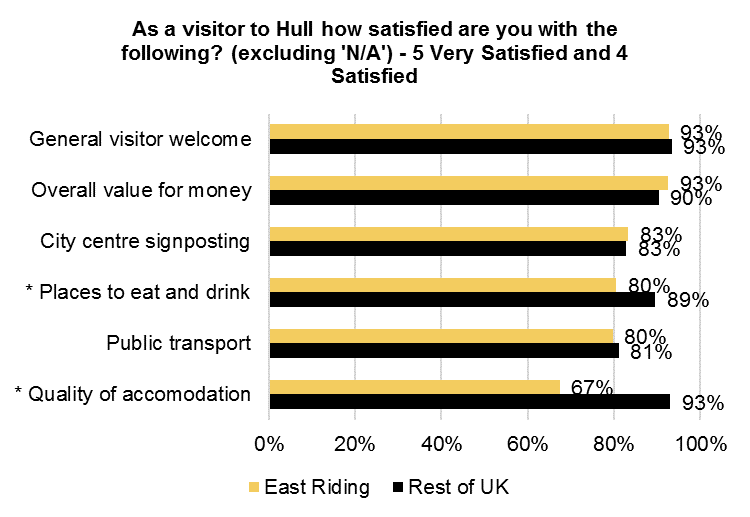 As a visitor to Hull how satisfied are you with the
following? (excluding 'N/A') - 5 Very Satisfied and 4
Satisfied
General visitor welcome
93%
93%
Overall value for money
93%
90%
City centre signposting
83%
83%
* Places to eat and drink
80%
89%
Public transport
80%
81%
* Quality of accomodation
67%
93%
0% 20% 40% 60% 80% 100%
East Riding Rest of UK